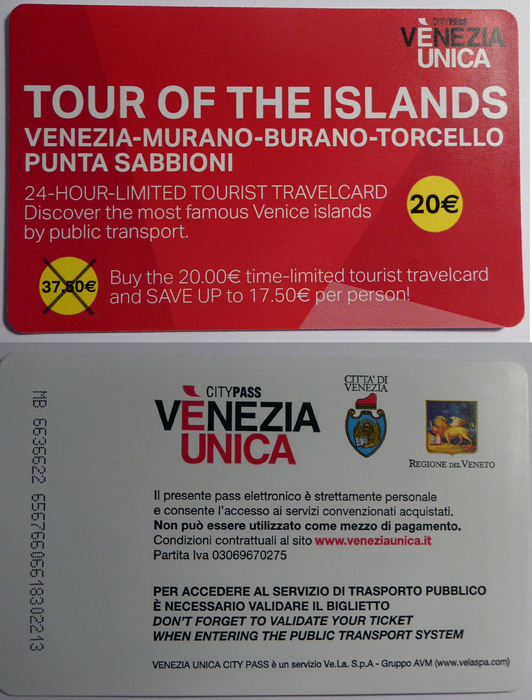 CITYPASS
VÈNEZIA
UNICA
TOUR OF THE ISLANDS
VENEZIA-MURANO-BURANO-TORCELLO
PUNTA SABBIONI
24-HOUR-LIMITED TOURIST TRAVELCARD
Discover the most famous Venice islands
by public transport.
20€
37,50€
Buy the 20.00€ time-limited tourist travelcard
and SAVE UP to 17.50€ per person!
MB 6636622 6567660561830​2213
CITYPASS
VÈNEZIA
UNICA
CITTA' DI
VENEZIA
REGIONE DEL VENETO
Il presente pass elettronico è strettamente personale
e consente l'accesso ai servizi convenzionati acquistati.
Non può essere utilizzato come mezzo di pagamento.
Condizioni contrattuali al sito www.veneziaunica.it
Partita Iva 03069670275
PER ACCEDERE AL SERVIZIO DI TRASPORTO PUBBLICO
È NECESSARIO VALIDARE IL BIGLIETTO
DON'T FORGET TO VALIDATE YOUR TICKET
WHEN ENTERING THE PUBLIC TRANSPORT SYSTEM
VENEZIA UNICA CITY PASS è un servizio Ve.La. S.p.A - Gruppo AVM (www.velaspa.com)